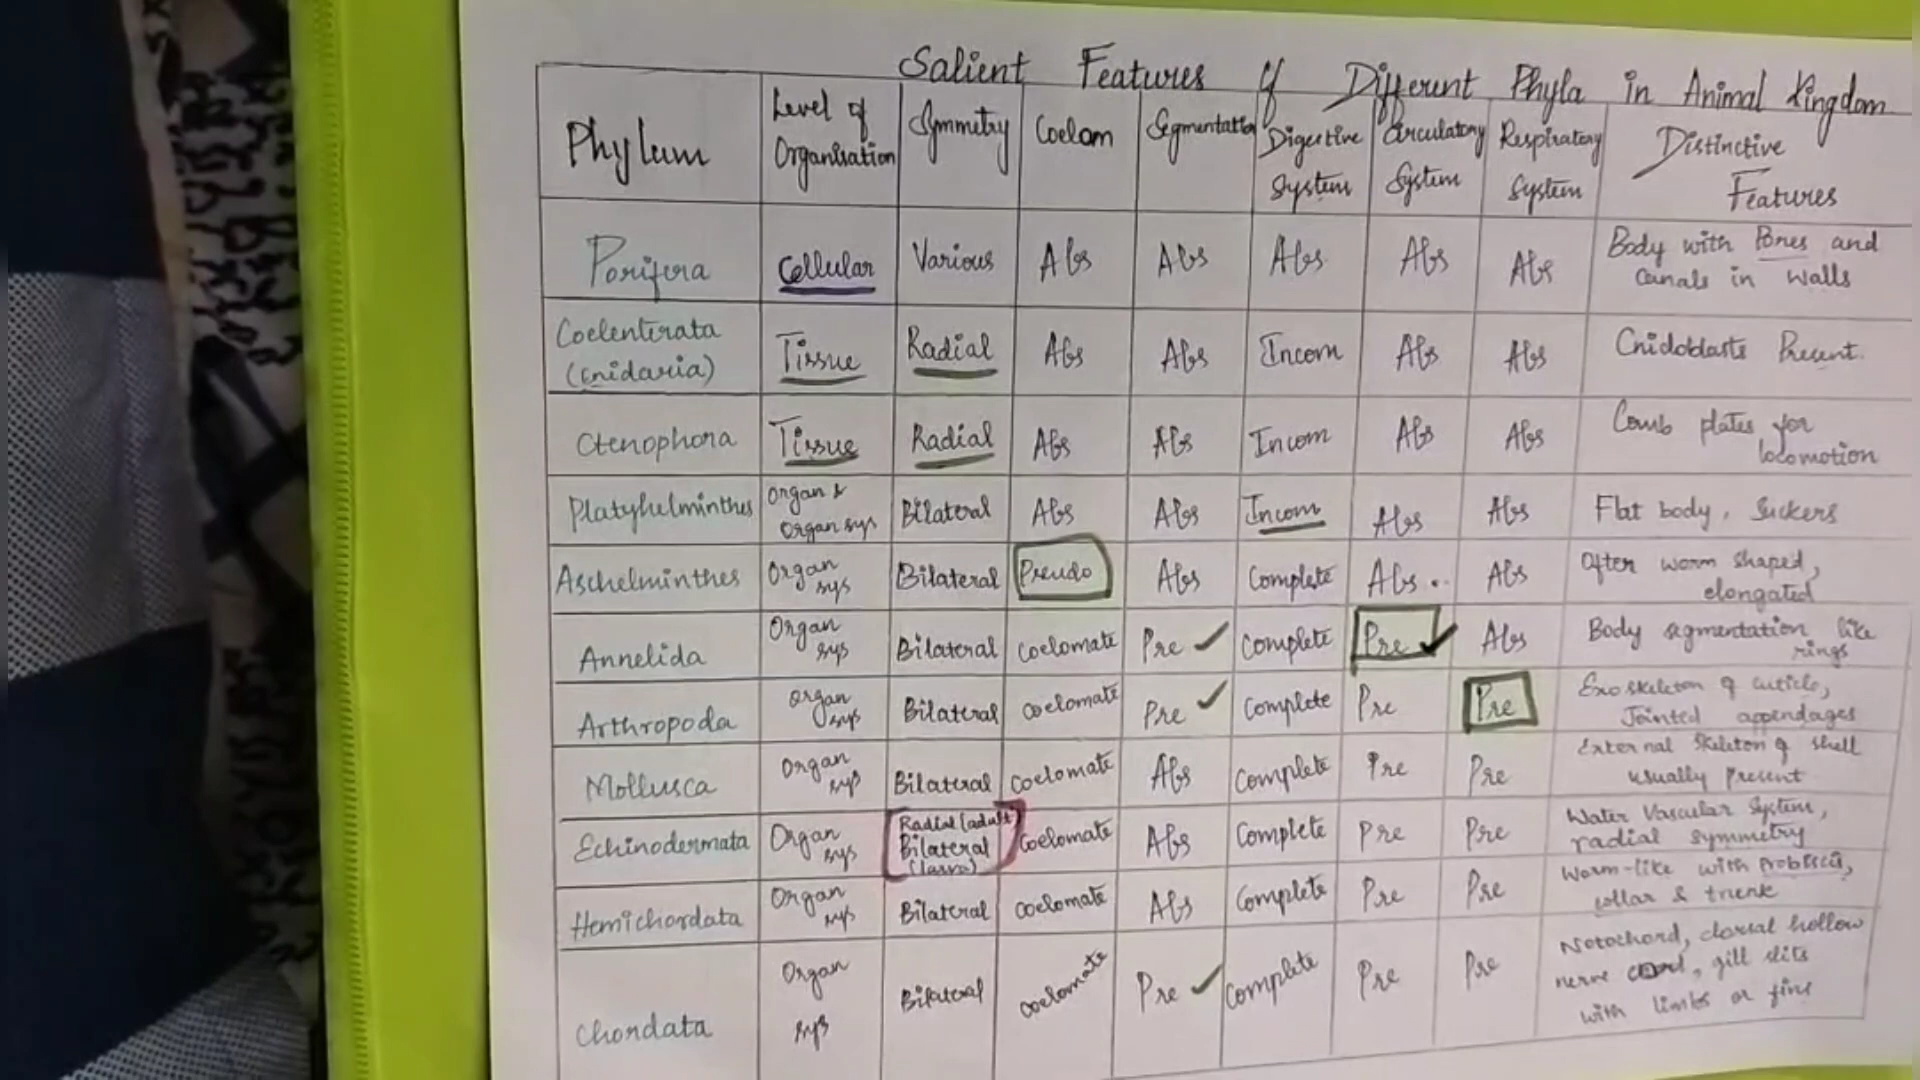 Salient Features of Different Phyla in Animal Kingdom
Phylum
Level of
Organisation
Symmetry
Coelom
Segmentation
Digestive
System
Circulatory
System
Respiratory
System
Distinctive
Features
Porifera
Cellular
Various
Abs
Abs
Abs
Abs
Abs
Body with Pores and
canals in walls
Coelenterata
(cnidaria)
Tissue
Radial
Abs
Abs
Incom
Abs
Abs
Cnidoblasts Present.
Ctenophora
Tissue
Radial
Abs
Abs
Incom
Abs
Abs
Comb plates for
locomotion
Platyhelminthes
Organ &
Organ sys
Bilateral
Abs
Abs
Incom
Abs
Abs
Flat body, Suckers
Aschelminthes
Organ
sys
Bilateral
Pseudo
Abs
Complete
Abs
Abs
Often worm shaped,
elongated
Annelida
Organ
sys
Bilateral
Coelomate
Pre ✓
Complete
Pre ✓
Abs
Body segmentation like
rings
Arthropoda
Organ
sys
Bilateral
Coelomate
Pre ✓
Complete
Pre
Pre
Exoskeleton of cuticle,
Jointed appendages
Mollusca
Organ
sys
Bilateral
Coelomate
Abs
Complete
Pre
Pre
External skeleton of shell
usually present
Echinodermata
Organ
sys
Radial (adult
Bilateral
(larva)
Coelomate
Abs
Complete
Pre
Pre
Water Vascular System,
radial symmetry
Hemichordata
Organ
sys
Bilateral
Coelomate
Abs
Complete
Pre
Pre
Worm-like with Proboscis,
collar & trunk
Chordata
Organ
sys
Bilateral
Coelomate
Pre ✓
Complete
Pre
Pre
Notochord, dorsal hollow
nerve cord, gill slits
with limbs or fins